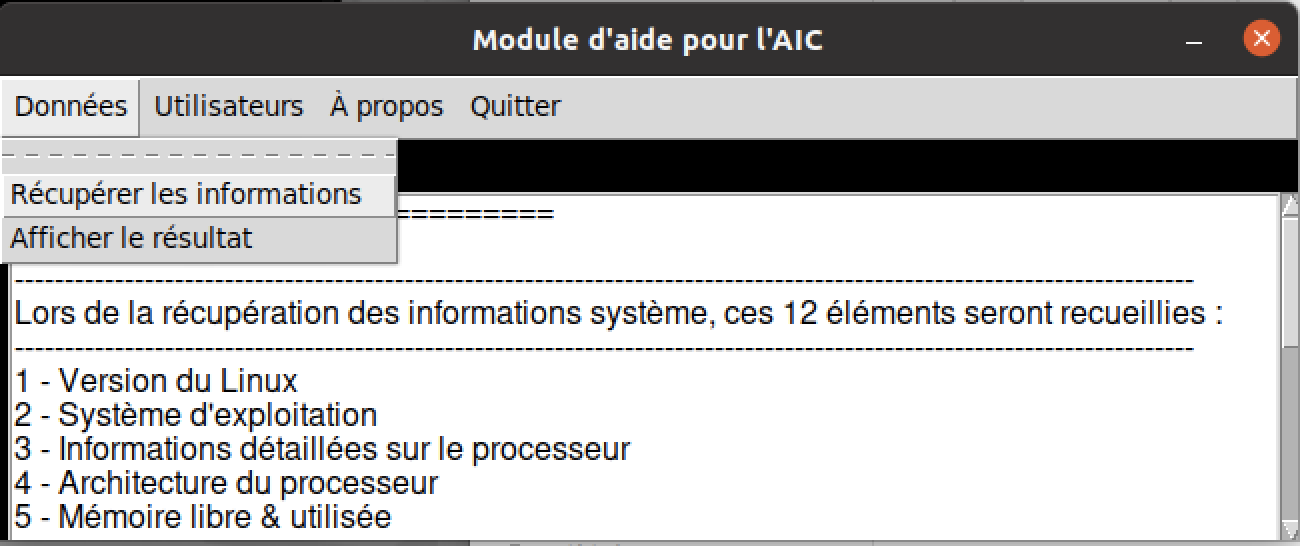 Module d'aide pour l'AIC
Données Utilisateurs À propos Quitter
Récupérer les informations
Afficher le résultat
=========
--------------------------------------------------------------------------------------------------------------------
Lors de la récupération des informations système, ces 12 éléments seront recueillies :
--------------------------------------------------------------------------------------------------------------------
1 - Version du Linux
2 - Système d'exploitation
3 - Informations détaillées sur le processeur
4 - Architecture du processeur
5 - Mémoire libre & utilisée